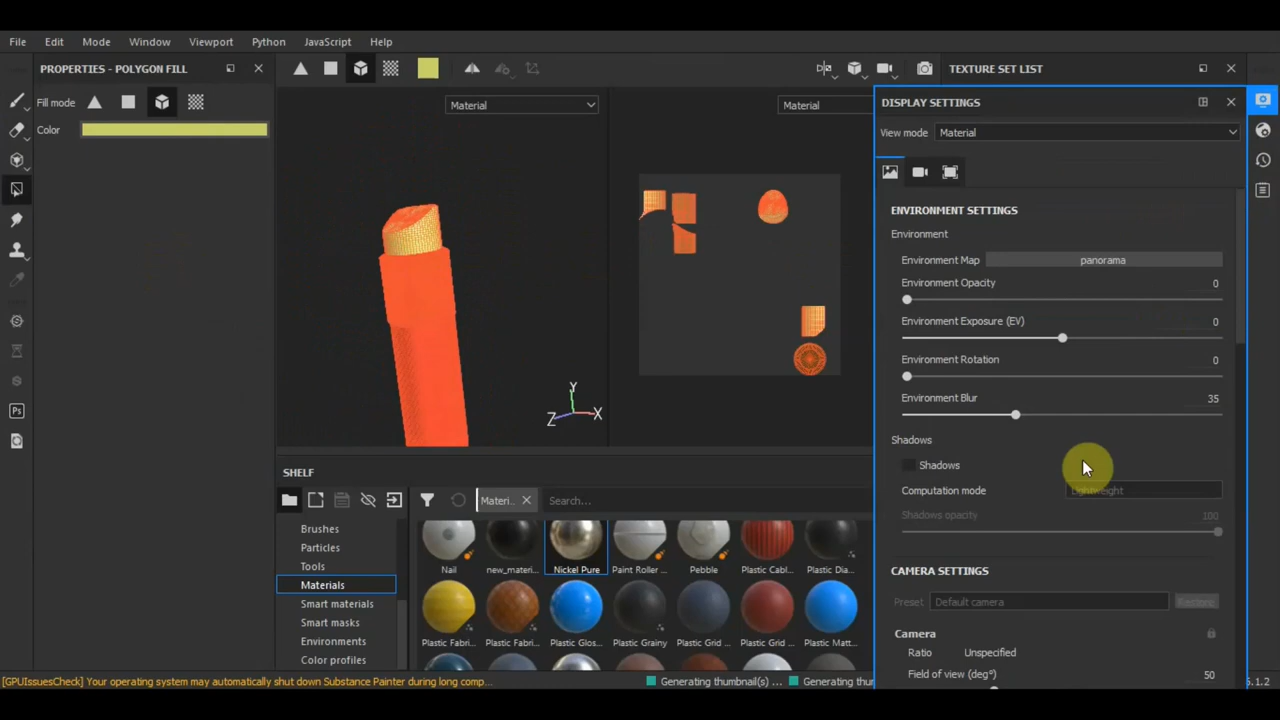 File Edit Mode Window Viewport Python JavaScript Help
PROPERTIES - POLYGON FILL
TEXTURE SET LIST
Fill mode
Material
Material
DISPLAY SETTINGS
Color
View mode Material
ENVIRONMENT SETTINGS
Environment
Environment Map panorama
Environment Opacity 0
Environment Exposure (EV) 0
Environment Rotation 0
Environment Blur 35
Y
Z X
Shadows
Shadows
Computation mode Lightweight
Shadows opacity 100
SHELF
Materi... Search...
Brushes
Particles
Tools
Materials
Smart materials
Smart masks
Environments
Color profiles
Nail new_materi... Nickel Pure Paint Roller ... Pebble Plastic Cabl... Plastic Dia...
Plastic Fabri... Plastic Fabri... Plastic Glos... Plastic Grainy Plastic Grid ... Plastic Grid ... Plastic Matt...
CAMERA SETTINGS
Preset Default camera Restore
Camera
Ratio Unspecified
Field of view (deg°) 50
[GPUIssuesCheck] Your operating system may automatically shut down Substance Painter during long comp...
Generating thumbnail(s) ... Generating thu
Ps